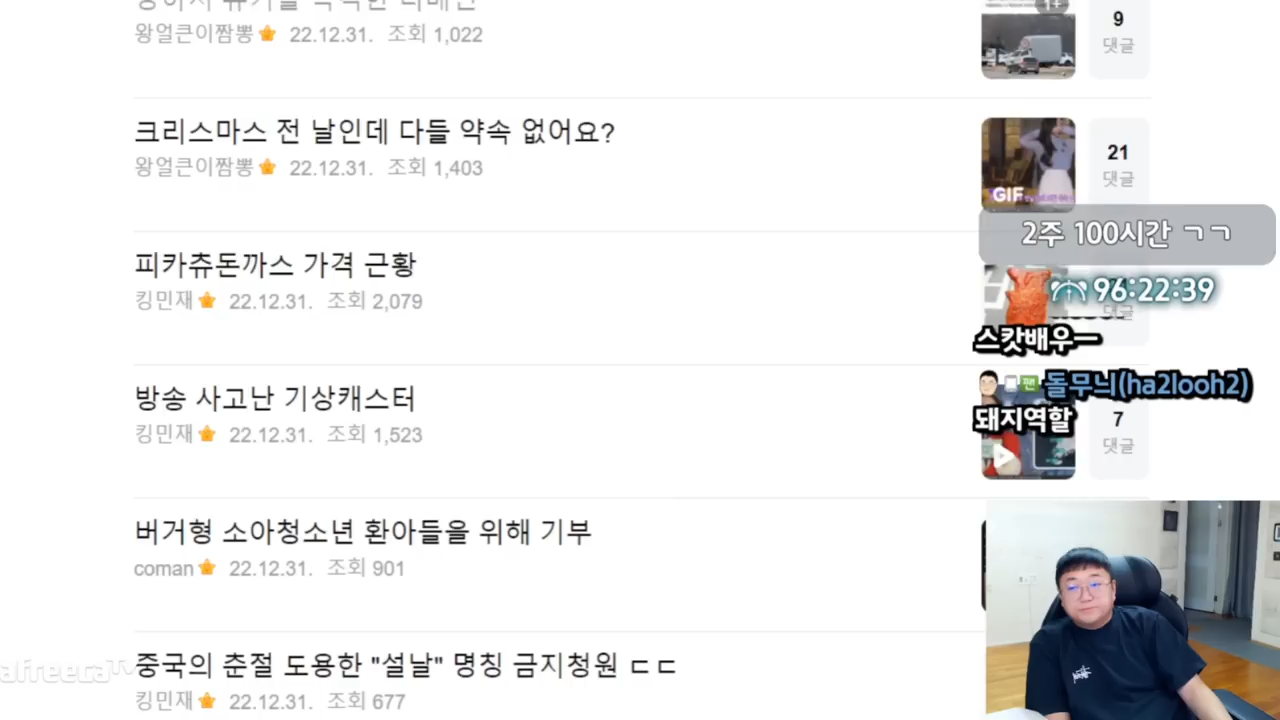 왕얼큰이짬뽕 22.12.31. 조회 1,022
9
댓글
크리스마스 전 날인데 다들 약속 없어요?
왕얼큰이짬뽕 22.12.31. 조회 1,403
GIF
21
댓글
2주 100시간 ㄱㄱ
피카츄돈까스 가격 근황
킹민재 22.12.31. 조회 2,079
96:22:39
댓글
스캇배우ㅡ
방송 사고난 기상캐스터
킹민재 22.12.31. 조회 1,523
팬 돌무늬(ha2looh2)
돼지역할
7
댓글
버거형 소아청소년 환아들을 위해 기부
coman 22.12.31. 조회 901
afreecaTV
중국의 춘절 도용한 "설날" 명칭 금지청원 ㄷㄷ
킹민재 22.12.31. 조회 677